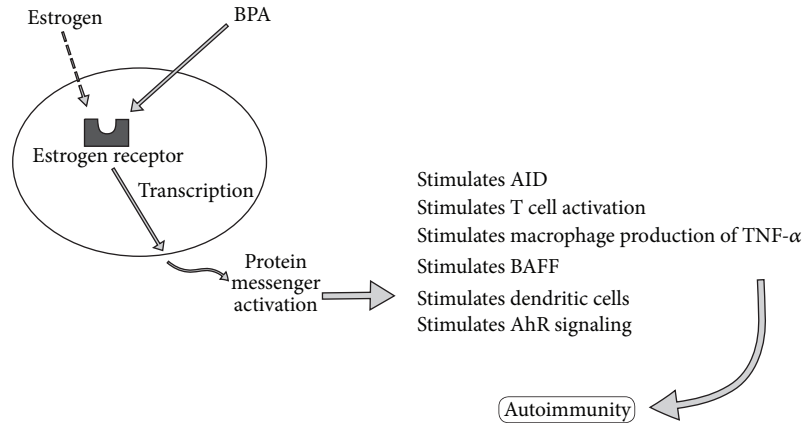 Estrogen
BPA
Estrogen receptor
Transcription
Protein
messenger
activation
Stimulates AID
Stimulates T cell activation
Stimulates macrophage production of TNF-α
Stimulates BAFF
Stimulates dendritic cells
Stimulates AhR signaling
Autoimmunity